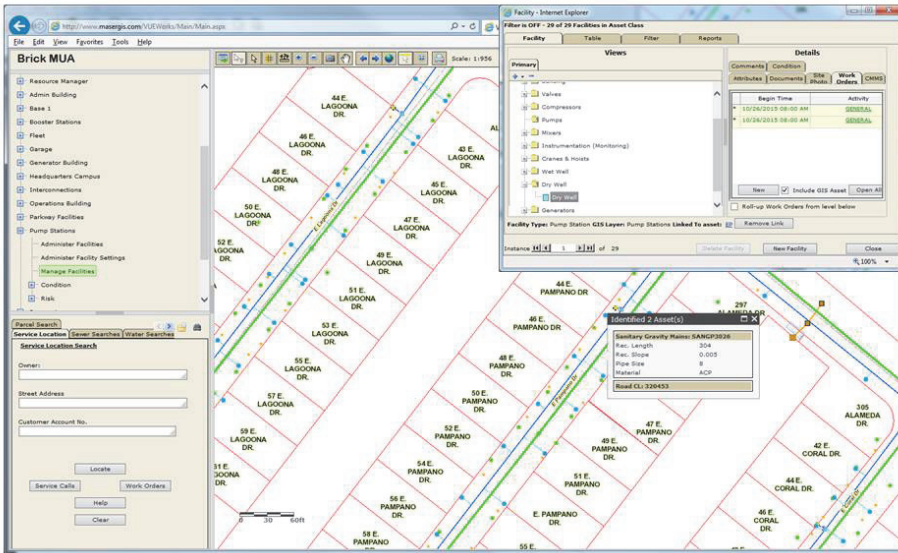 http://www.masergis.com/VUEWorks/Main/Main.aspx
File Edit View Favorites Tools Help
Brick MUA
Scale: 1:956
Resource Manager
Admin Building
Base 1
Booster Stations
Fleet
Garage
Generator Building
Headquarters Campus
Interconnections
Operations Building
Parkway Facilities
Pump Stations
Administer Facilities
Administer Facility Settings
Manage Facilities
Condition
Risk
Parcel Search
Service Location Sewer Searches Water Searches
Service Location Search
Owner:
Street Address
Customer Account No.
Locate
Service Calls Work Orders
Help
Clear
Facility - Internet Explorer
Filter is OFF - 29 of 29 Facilities in Asset Class
Facility Table Filter Reports
Views
Primary
Valves
Compressors
Pumps
Mixers
Instrumentation (Monitoring)
Cranes & Hoists
Wet Wall
Dry Wall
Dry Wall
Generators
Details
Comments Condition
Attributes Documents Site Photo Work Orders CMMS
Begin Time Activity
10/26/2015 08:00 AM GENERAL
10/26/2015 08:00 AM GENERAL
New Include GIS Asset Open All
Roll-up Work Orders from level below
Facility Type: Pump Station GIS Layer: Pump Stations Linked To asset: Remove Link
Instance 1 of 29 Delete Facility New Facility Close
100%
44 E. LAGOONA DR.
46 E. LAGOONA DR.
48 E. LAGOONA DR.
50 E. LAGOONA DR.
52 E. LAGOONA DR.
43 E. LAGOONA DR.
45 E. LAGOONA DR.
47 E. LAGOONA DR.
49 E. LAGOONA DR.
51 E. LAGOONA DR.
53 E. LAGOONA DR.
55 E. LAGOONA DR.
57 E. LAGOONA DR.
59 E. LAGOONA DR.
E Lagoona Dr
44 E. PAMPANO DR
46 E. PAMPANO DR.
48 E. PAMPANO DR.
50 E. PAMPANO DR.
52 E. PAMPANO DR.
54 E. PAMPANO DR.
56 E. PAMPANO DR.
58 E. PAMPANO DR.
E Pampano Dr
47 E. PAMPANO DR.
49 E. PAMPANO DR.
51 E. PAMPANO DR.
E. PAMPANO DR.
55 E.
297 ALAMEDA DR.
305 ALAMEDA DR.
42 E. CORAL DR.
44 E. CORAL DR.
46 E. CORAL DR.
E Coral Dr
Identified 2 Asset(s)
Sanitary Gravity Mains: SANGP3026
Rec. Length 304
Rec. Slope 0.005
Pipe Size 8
Material ACP
Road CL: 320453
0 30 60ft